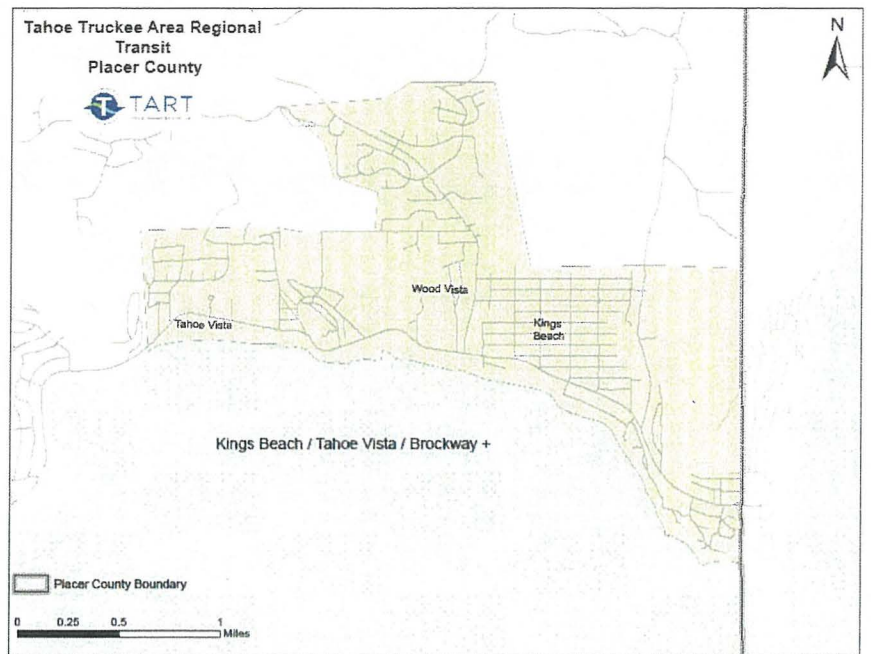 Tahoe Truckee Area Regional
Transit
Placer County
T TART
N
Wood Vista
Tahoe Vista
Kings
Beach
Kings Beach / Tahoe Vista / Brockway +
Placer County Boundary
0 0.25 0.5 1
Miles